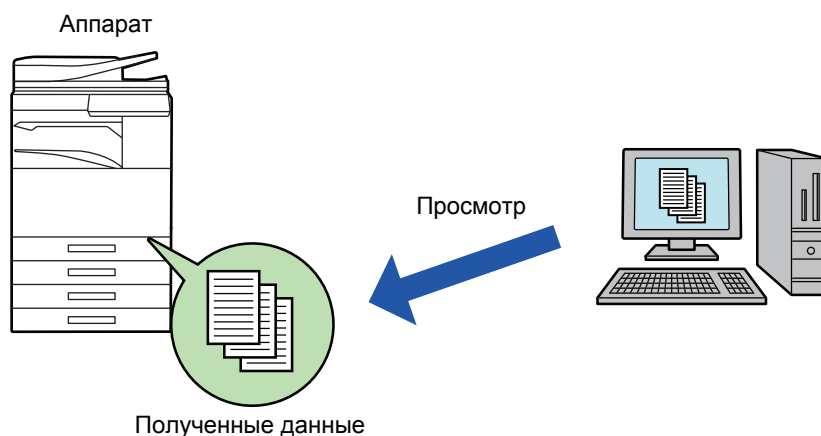 Аппарат
Просмотр
Полученные данные